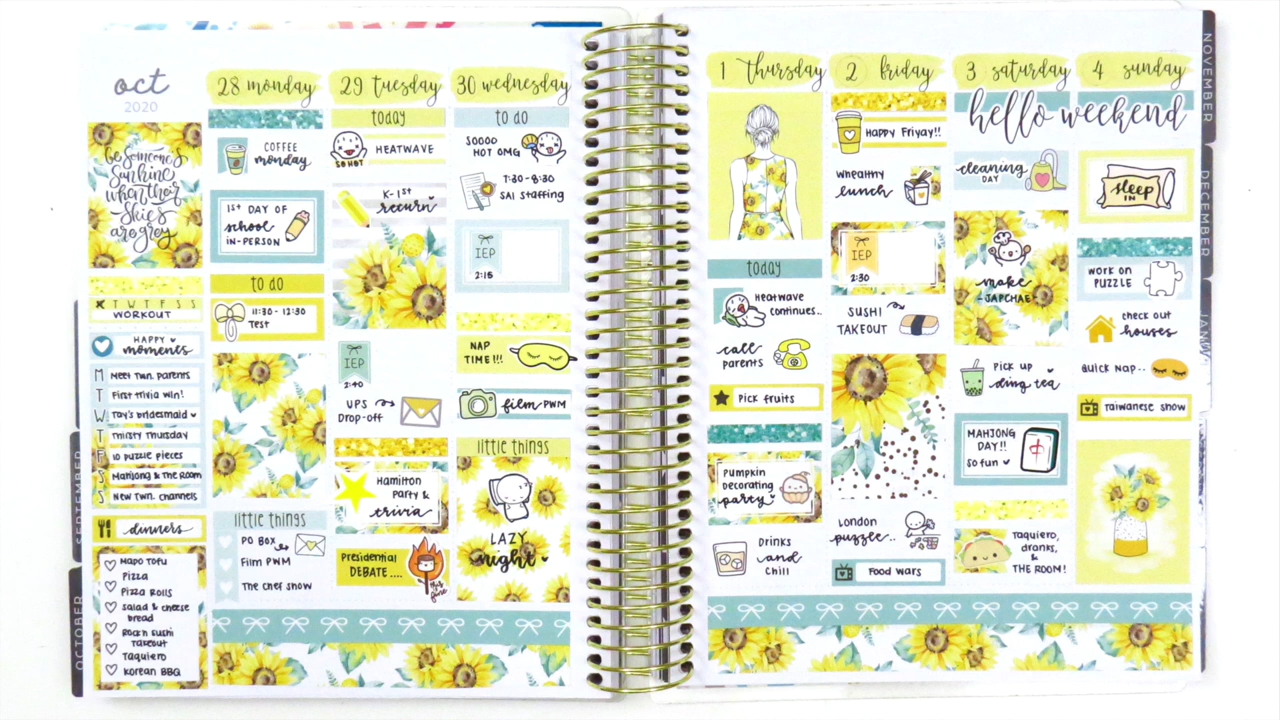 oct
2020
be someone's
sunshine
when their
skies
are grey
X T W T F S S
WORKOUT
HAPPY
moments
M Meet Twn. parents
T First trivia win!
W Tay's bridesmaid
T Thirsty Thursday
F 10 puzzle pieces
S Mahjong & The Room
S New Twn. Channels
dinners
Mapo Tofu
Pizza
Pizza Rolls
Salad & cheese
bread
Rock n Sushi
Takeout
Taquiero
Korean BBQ
28 monday
COFFEE
monday
1st DAY OF
school
IN-PERSON
to do
11:30 - 12:30
Test
little things
PO Box
Film PWM
The chef show
29 tuesday
today
SO HOT
HEATWAVE
K-1st
return
IEP
2:40
UPS
Drop-off
Hamilton
Party &
trivia
Presidential
DEBATE....
this
is fine
30 wednesday
to do
SOOOO
HOT OMG
7:30-8:30
SAI Staffing
IEP
2:15
NAP
TIME!!!
film PWM
little things
LAZY
night
1 thursday
today
Heatwave
continues..
call
parents
Pick fruits
Pumpkin
Decorating
party
Drinks
and
chill
2 friday
Happy Friyay!!
Whealthy
lunch
IEP
2:30
SUSHI
TAKEOUT
London
puzzle..
Food wars
3 saturday
hello weekend
cleaning
DAY
make
- JAPCHAE
Pick up
ding tea
MAHJONG
DAY!!
so fun
中
Taquiero,
dranks,
& THE ROOM!
4 sunday
sleep
IN
work on
PUZZLE
check out
houses
Quick Nap..
Taiwanese show
SEPTEMBER
OCTOBER
NOVEMBER
DECEMBER